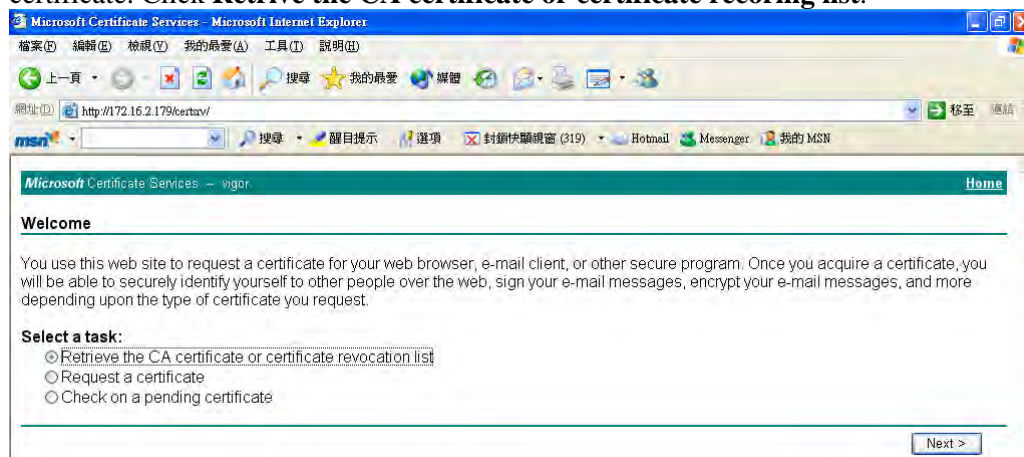 certificate. Click Retrive the CA certificate or certificate recoring list.
Microsoft Certificate Services - Microsoft Internet Explorer
檔案(F) 編輯(E) 檢視(V) 我的最愛(A) 工具(T) 說明(H)
上一頁 搜尋 我的最愛 媒體
網址(D) http://172.16.2.179/certsrv/ 移至 連結
msn 搜尋 醒目提示 選項 封鎖快顯視窗 (319) Hotmail Messenger 我的 MSN
Microsoft Certificate Services -- vigor Home
Welcome
You use this web site to request a certificate for your web browser, e-mail client, or other secure program. Once you acquire a certificate, you
will be able to securely identify yourself to other people over the web, sign your e-mail messages, encrypt your e-mail messages, and more
depending upon the type of certificate you request.
Select a task:
Retrieve the CA certificate or certificate revocation list
Request a certificate
Check on a pending certificate
Next >